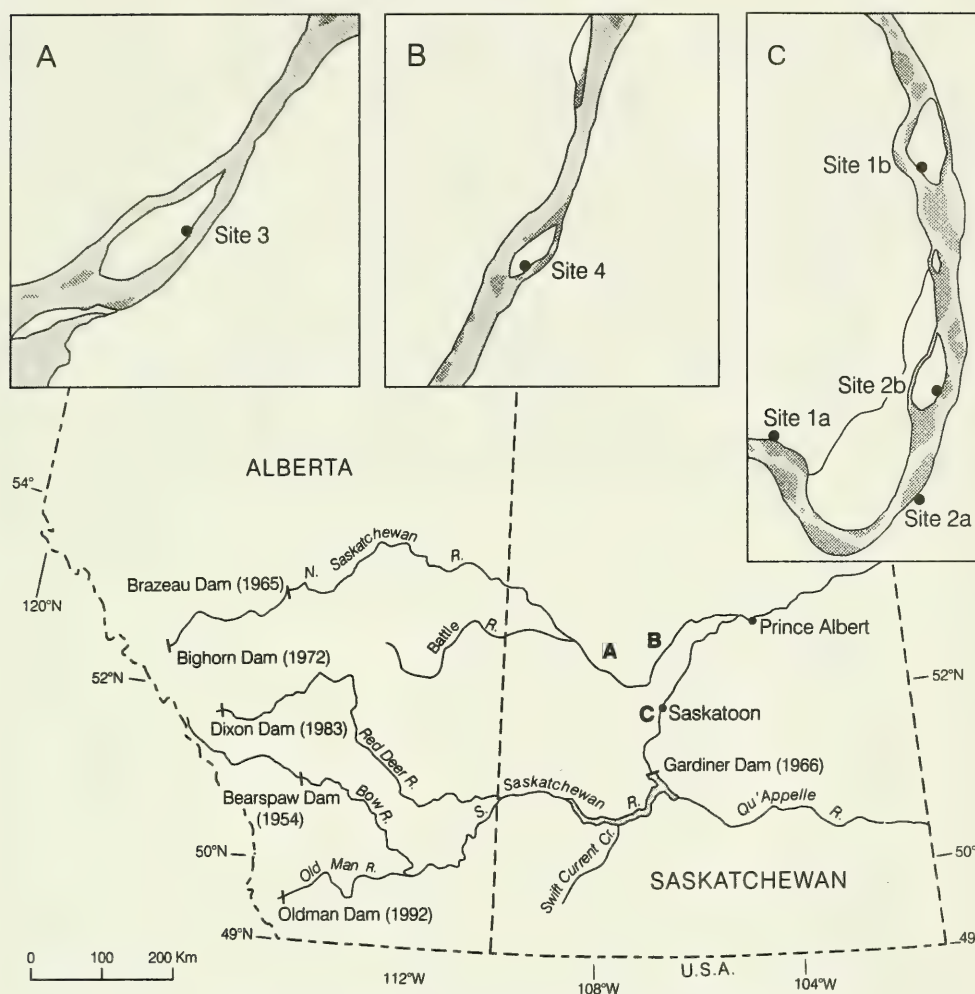 A
Site 3
B
Site 4
C
Site 1b
Site 2b
Site 1a
Site 2a
ALBERTA
54°
120°N
52°N
50°N
49°N
Brazeau Dam (1965)
N. Saskatchewan R.
Bighorn Dam (1972)
Battle R.
A
B
Prince Albert
52°N
Dixon Dam (1983)
Red Deer R.
C
Saskatoon
Gardiner Dam (1966)
Bearspaw Dam
(1954)
Bow R.
S. Saskatchewan R.
Qu'Appelle R.
Old Man R.
Oldman Dam (1992)
Swift Current Cr.
SASKATCHEWAN
50°
49
0 100 200 Km
112°W
108°W
U.S.A.
104°W